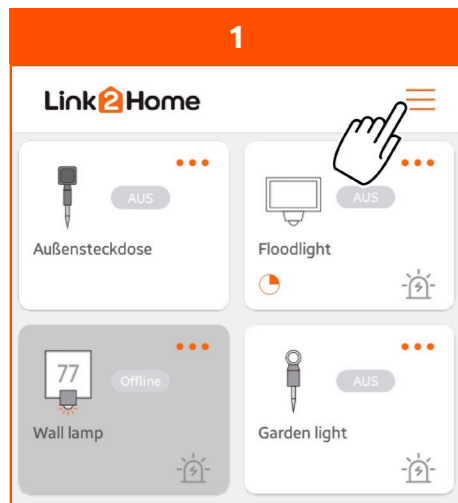 1
Link2Home
AUS
AUS
Außensteckdose
Floodlight
77
Offline
AUS
Wall lamp
Garden light